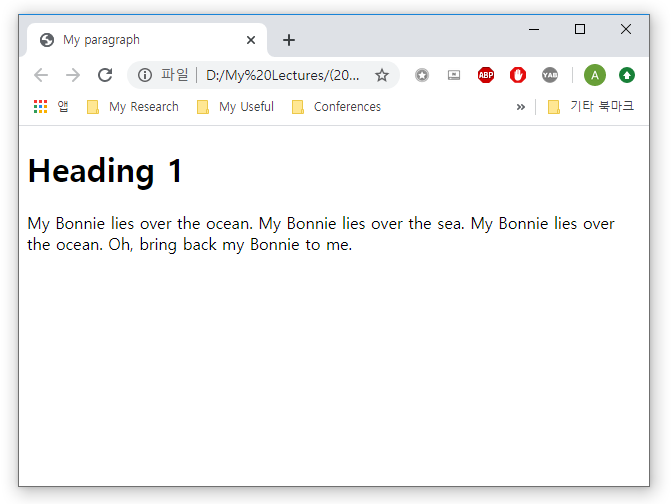 My paragraph
파일 D:/My%20Lectures/(20...
ABP
YAB
A
앱 My Research My Useful Conferences » 기타 북마크
Heading 1
My Bonnie lies over the ocean. My Bonnie lies over the sea. My Bonnie lies over
the ocean. Oh, bring back my Bonnie to me.